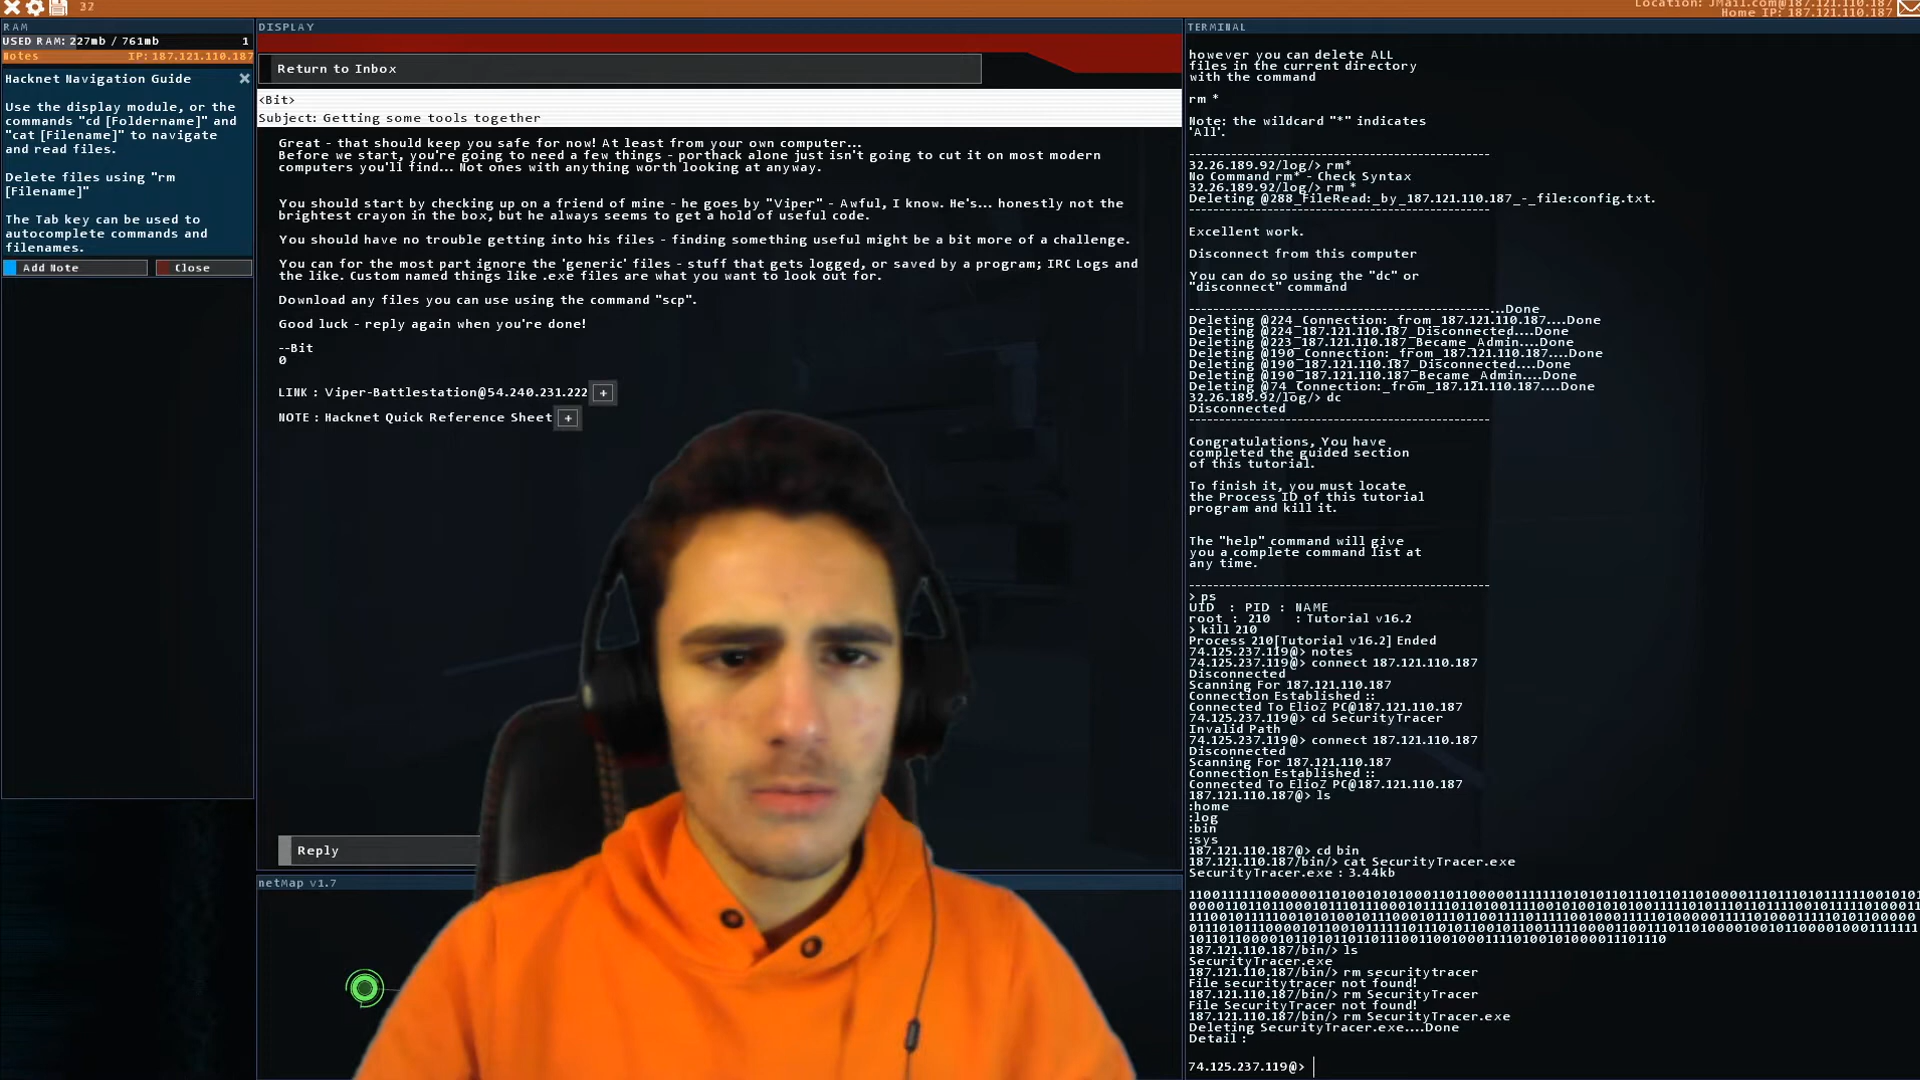 32
Location: JMail.com@187.121.110.187
Home IP: 187.121.110.187
RAM
USED RAM: 227mb / 761mb
1
Notes
IP: 187.121.110.187
Hacknet Navigation Guide
Use the display module, or the
commands "cd [Foldername]" and
"cat [Filename]" to navigate
and read files.
Delete files using "rm
[Filename]"
The Tab key can be used to
autocomplete commands and
filenames.
Add Note
Close
DISPLAY
Return to Inbox
<Bit>
Subject: Getting some tools together
Great - that should keep you safe for now! At least from your own computer...
Before we start, you're going to need a few things - porthack alone just isn't going to cut it on most modern
computers you'll find... Not ones with anything worth looking at anyway.
You should start by checking up on a friend of mine - he goes by "Viper" - Awful, I know. He's... honestly not the
brightest crayon in the box, but he always seems to get a hold of useful code.
You should have no trouble getting into his files - finding something useful might be a bit more of a challenge.
You can for the most part ignore the 'generic' files - stuff that gets logged, or saved by a program; IRC Logs and
the like. Custom named things like .exe files are what you want to look out for.
Download any files you can use using the command "scp".
Good luck - reply again when you're done!
--Bit
0
LINK : Viper-Battlestation@54.240.231.222 +
NOTE : Hacknet Quick Reference Sheet +
Reply
netMap v1.7
TERMINAL
however you can delete ALL
files in the current directory
with the command
rm *
Note: the wildcard "*" indicates
'All'.
32.26.189.92/log/> rm*
No Command rm* - Check Syntax
32.26.189.92/log/> rm *
Deleting @288_FileRead:_by_187.121.110.187_-_file:config.txt.
Excellent work.
Disconnect from this computer
You can do so using the "dc" or
"disconnect" command
...Done
Deleting @224_Connection:_from_187.121.110.187....Done
Deleting @224_187.121.110.187_Disconnected....Done
Deleting @223_187.121.110.187_Became_Admin....Done
Deleting @190_Connection:_from_187.121.110.187....Done
Deleting @190_187.121.110.187_Disconnected....Done
Deleting @190_187.121.110.187_Became_Admin....Done
Deleting @74_Connection:_from_187.121.110.187....Done
32.26.189.92/log/> dc
Disconnected
Congratulations, You have
completed the guided section
of this tutorial.
To finish it, you must locate
the Process ID of this tutorial
program and kill it.
The "help" command will give
you a complete command list at
any time.
> ps
UID : PID : NAME
root : 210 : Tutorial v16.2
> kill 210
Process 210[Tutorial v16.2] Ended
74.125.237.119@> notes
74.125.237.119@> connect 187.121.110.187
Disconnected
Scanning For 187.121.110.187
Connection Established ::
Connected To ElioZ PC@187.121.110.187
74.125.237.119@> cd SecurityTracer
Invalid Path
74.125.237.119@> connect 187.121.110.187
Disconnected
Scanning For 187.121.110.187
Connection Established ::
Connected To ElioZ PC@187.121.110.187
187.121.110.187@> ls
:home
:log
:bin
:sys
187.121.110.187@> cd bin
187.121.110.187/bin/> cat SecurityTracer.exe
SecurityTracer.exe : 3.44kb
187.121.110.187/bin/> ls
SecurityTracer.exe
187.121.110.187/bin/> rm securitytracer
File securitytracer not found!
187.121.110.187/bin/> rm SecurityTracer
File SecurityTracer not found!
187.121.110.187/bin/> rm SecurityTracer.exe
Deleting SecurityTracer.exe....Done
Detail :
74.125.237.119@>